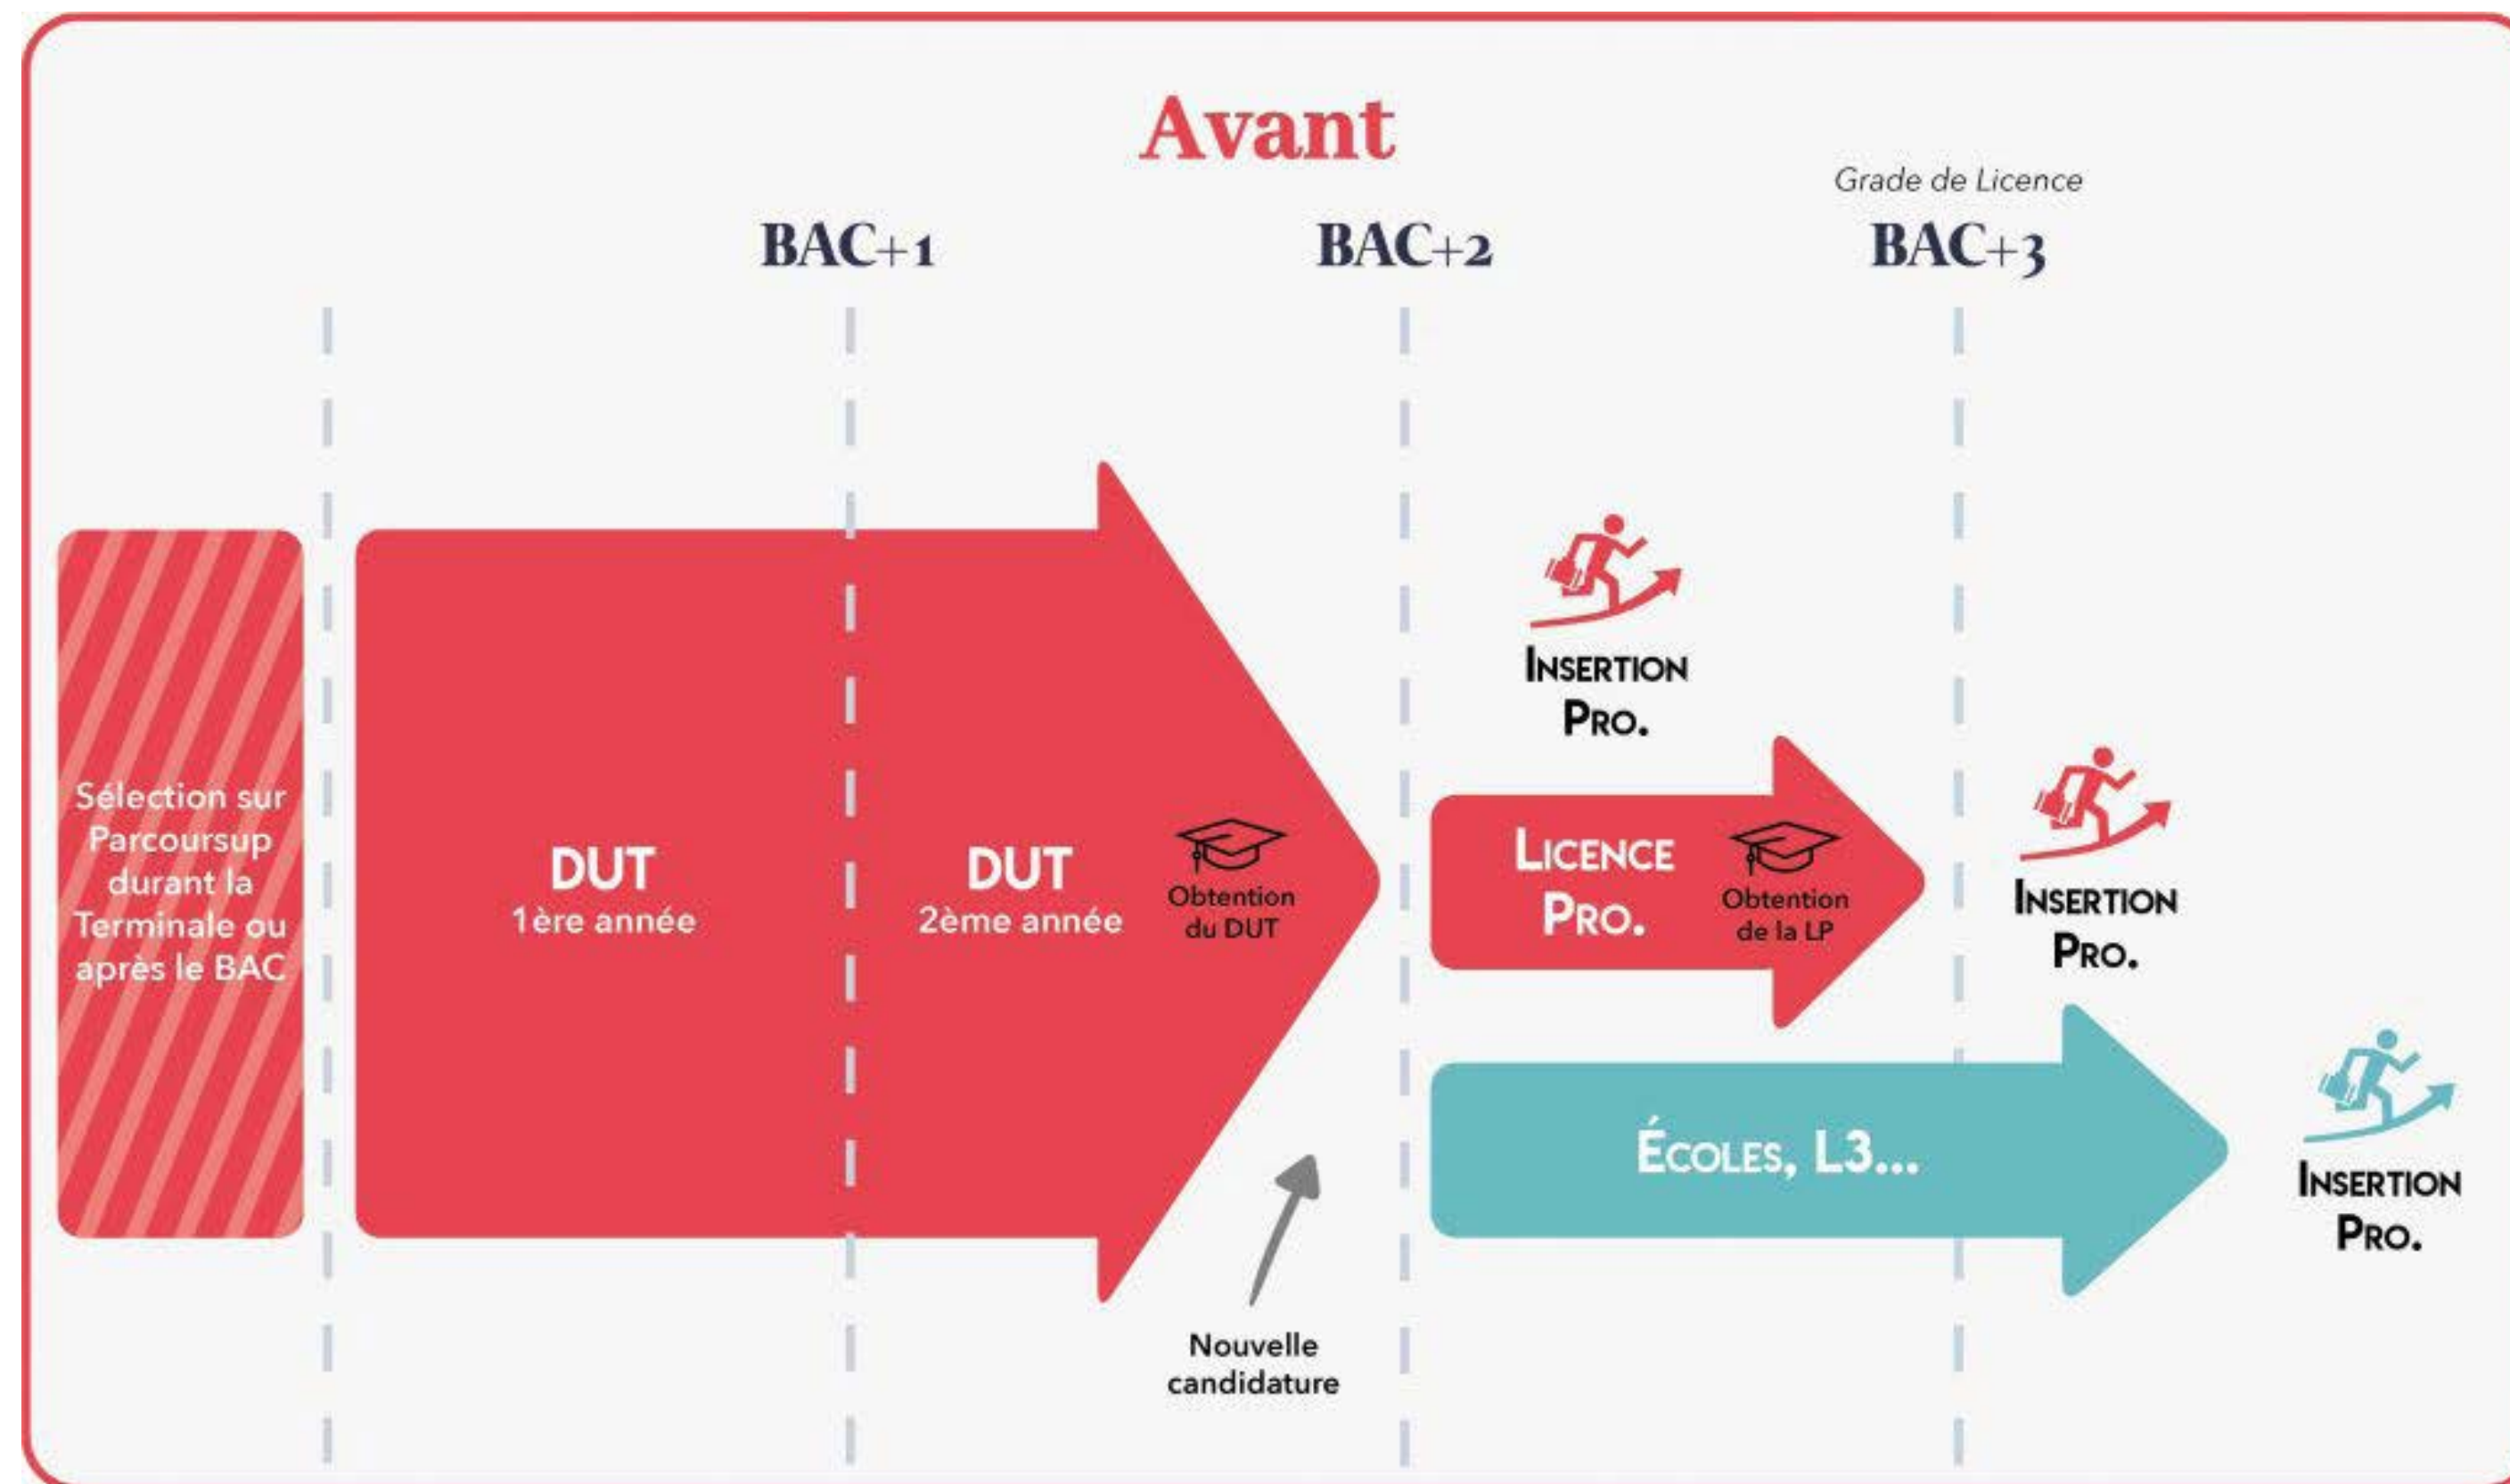 Avant
Grade de Licence
BAC+1
BAC+2
BAC+3
Sélection sur
Parcoursup
durant la
Terminale ou
après le BAC
DUT
1ère année
DUT
2ème année
Obtention
du DUT
Nouvelle
candidature
INSERTION
PRO.
LICENCE
PRO.
Obtention
de la LP
INSERTION
PRO.
ÉCOLES, L3...
INSERTION
PRO.